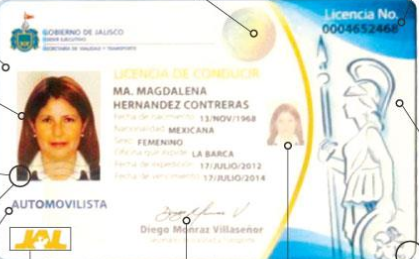 GOBIERNO DE JALISCO
PODER EJECUTIVO
SECRETARÍA DE VIALIDAD Y TRANSPORTE
Licencia No.
0004652468
LICENCIA DE CONDUCIR
MA. MAGDALENA
HERNANDEZ CONTRERAS
Fecha de nacimiento 13/NOV/1968
Nacionalidad MEXICANA
Sexo FEMENINO
Oficina que expide LA BARCA
Fecha de expedición 17/JULIO/2012
Fecha de vencimiento 17/JULIO/2014
AUTOMOVILISTA
JAL
Diego Monraz Villaseñor